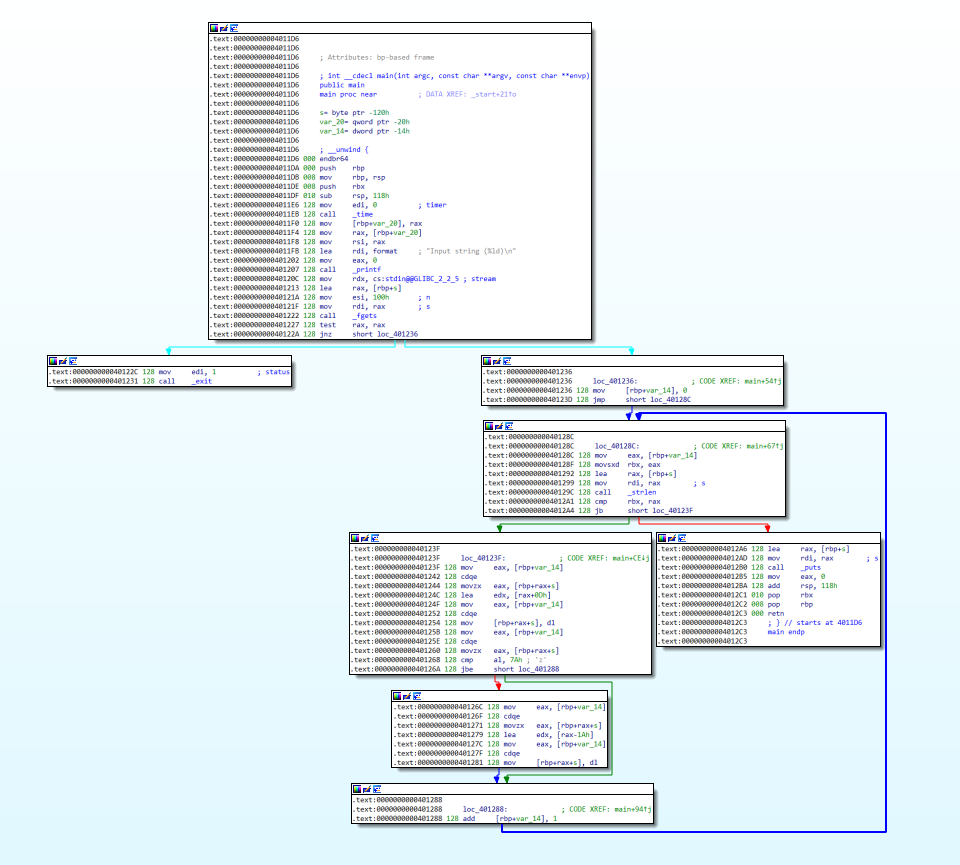 .text:00000000004011D6
.text:00000000004011D6
.text:00000000004011D6 ; Attributes: bp-based frame
.text:00000000004011D6
.text:00000000004011D6 ; int __cdecl main(int argc, const char **argv, const char **envp)
.text:00000000004011D6 public main
.text:00000000004011D6 main proc near ; DATA XREF: _start+21↑o
.text:00000000004011D6
.text:00000000004011D6 s= byte ptr -120h
.text:00000000004011D6 var_20= qword ptr -20h
.text:00000000004011D6 var_14= dword ptr -14h
.text:00000000004011D6
.text:00000000004011D6 ; __unwind {
.text:00000000004011D6 000 endbr64
.text:00000000004011DA 000 push rbp
.text:00000000004011DB 008 mov rbp, rsp
.text:00000000004011DE 008 push rbx
.text:00000000004011DF 010 sub rsp, 118h
.text:00000000004011E6 128 mov edi, 0 ; timer
.text:00000000004011EB 128 call _time
.text:00000000004011F0 128 mov [rbp+var_20], rax
.text:00000000004011F4 128 mov rax, [rbp+var_20]
.text:00000000004011F8 128 mov rsi, rax
.text:00000000004011FB 128 lea rdi, format ; "Input string (%ld)\n"
.text:0000000000401202 128 mov eax, 0
.text:0000000000401207 128 call _printf
.text:000000000040120C 128 mov rdx, cs:stdin@@GLIBC_2_2_5 ; stream
.text:0000000000401213 128 lea rax, [rbp+s]
.text:000000000040121A 128 mov esi, 100h ; n
.text:000000000040121F 128 mov rdi, rax ; s
.text:0000000000401222 128 call _fgets
.text:0000000000401227 128 test rax, rax
.text:000000000040122A 128 jnz short loc_401236
.text:000000000040122C 128 mov edi, 1 ; status
.text:0000000000401231 128 call _exit
.text:0000000000401236
.text:0000000000401236 loc_401236: ; CODE XREF: main+54↑j
.text:0000000000401236 128 mov [rbp+var_14], 0
.text:000000000040123D 128 jmp short loc_40128C
.text:000000000040128C
.text:000000000040128C loc_40128C: ; CODE XREF: main+67↑j
.text:000000000040128C 128 mov eax, [rbp+var_14]
.text:000000000040128F 128 movsxd rbx, eax
.text:0000000000401292 128 lea rax, [rbp+s]
.text:0000000000401299 128 mov rdi, rax ; s
.text:000000000040129C 128 call _strlen
.text:00000000004012A1 128 cmp rbx, rax
.text:00000000004012A4 128 jb short loc_40123F
.text:000000000040123F
.text:000000000040123F loc_40123F: ; CODE XREF: main+CE↓j
.text:000000000040123F 128 mov eax, [rbp+var_14]
.text:0000000000401242 128 cdqe
.text:0000000000401244 128 movzx eax, [rbp+rax+s]
.text:000000000040124C 128 lea edx, [rax+0Dh]
.text:000000000040124F 128 mov eax, [rbp+var_14]
.text:0000000000401252 128 cdqe
.text:0000000000401254 128 mov [rbp+rax+s], dl
.text:000000000040125B 128 mov eax, [rbp+var_14]
.text:000000000040125E 128 cdqe
.text:0000000000401260 128 movzx eax, [rbp+rax+s]
.text:0000000000401268 128 cmp al, 7Ah ; 'z'
.text:000000000040126A 128 jbe short loc_401288
.text:00000000004012A6 128 lea rax, [rbp+s]
.text:00000000004012AD 128 mov rdi, rax ; s
.text:00000000004012B0 128 call _puts
.text:00000000004012B5 128 mov eax, 0
.text:00000000004012BA 128 add rsp, 118h
.text:00000000004012C1 010 pop rbx
.text:00000000004012C2 008 pop rbp
.text:00000000004012C3 000 retn
.text:00000000004012C3 ; } // starts at 4011D6
.text:00000000004012C3 main endp
.text:00000000004012C3
.text:000000000040126C 128 mov eax, [rbp+var_14]
.text:000000000040126F 128 cdqe
.text:0000000000401271 128 movzx eax, [rbp+rax+s]
.text:0000000000401279 128 lea edx, [rax-1Ah]
.text:000000000040127C 128 mov eax, [rbp+var_14]
.text:000000000040127F 128 cdqe
.text:0000000000401281 128 mov [rbp+rax+s], dl
.text:0000000000401288
.text:0000000000401288 loc_401288: ; CODE XREF: main+94↑j
.text:0000000000401288 128 add [rbp+var_14], 1